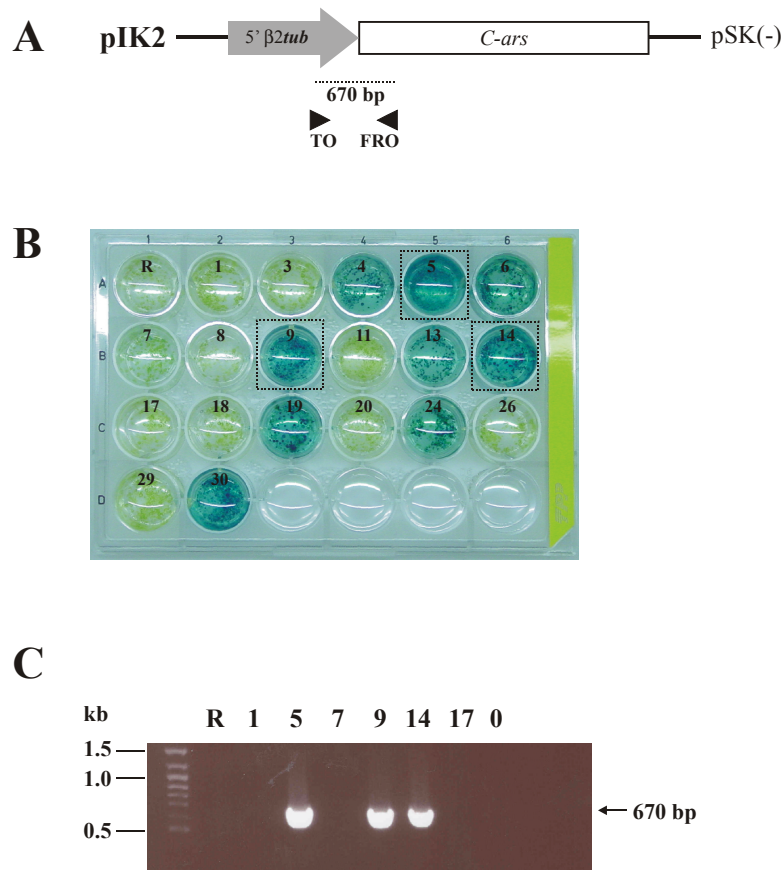 A
pIK2
5' β2tub
C-ars
pSK(-)
670 bp
TO
FRO
B
1 2 3 4 5 6
A
R 1 3 4 5 6
B
7 8 9 11 13 14
C
17 18 19 20 24 26
D
29 30
C
kb
R 1 5 7 9 14 17 0
1.5
1.0
0.5
670 bp